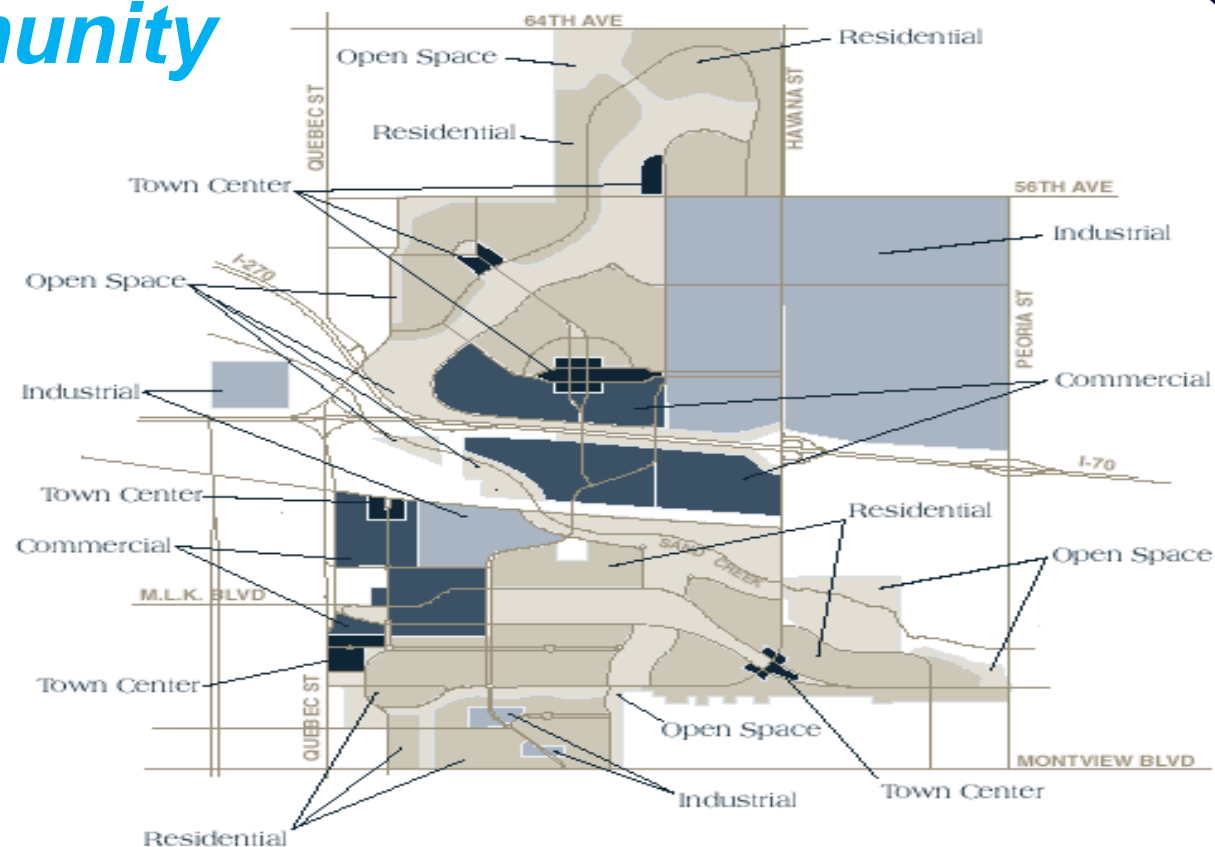 munity
64TH AVE
Residential
Open Space
QUEBEC ST
HAVANA ST
Residential
Town Center
56TH AVE
Industrial
I-270
Open Space
PEORIA ST
Industrial
Commercial
I-70
Town Center
Residential
Commercial
SAND CREEK
Open Space
M.L.K. BLVD
Town Center
QUEBEC ST
Open Space
MONTVIEW BLVD
Town Center
Industrial
Residential